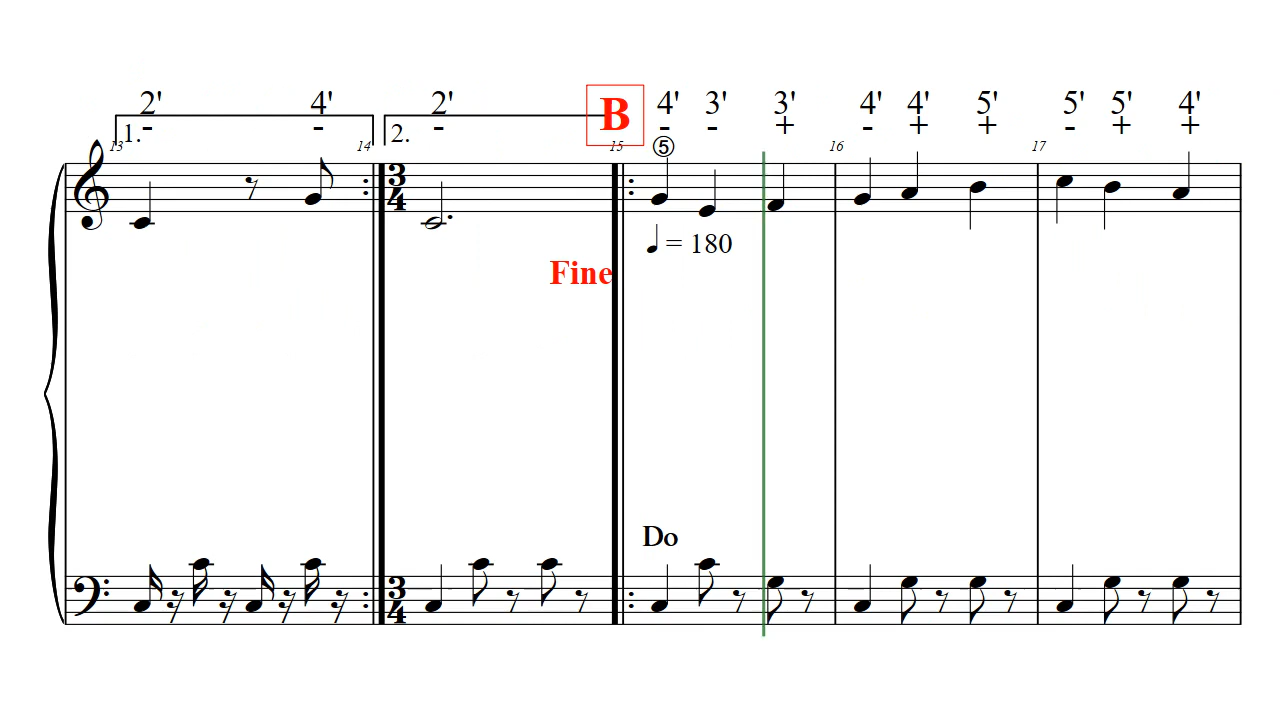 2' 4' 2' B 4' 3' 3' 4' 4' 5' 5' 5' 4'
- - - - - + - + + - + +
1. 2. ⑤
13 14 15 16 17
3 4
♩ = 180
Fine
Do
3 4